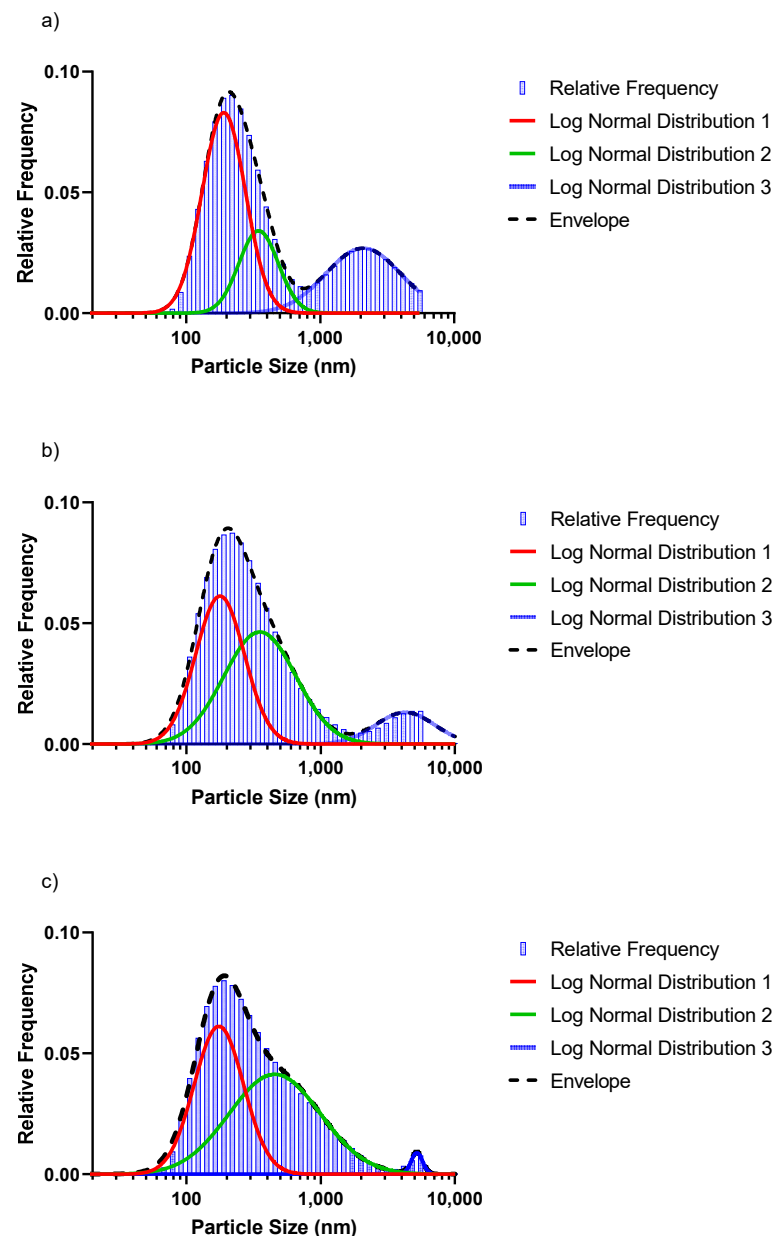 a)
0.10
0.05
0.00
Relative Frequency
100
1,000
10,000
Particle Size (nm)
Relative Frequency
Log Normal Distribution 1
Log Normal Distribution 2
Log Normal Distribution 3
Envelope
b)
0.10
0.05
0.00
Relative Frequency
100
1,000
10,000
Particle Size (nm)
Relative Frequency
Log Normal Distribution 1
Log Normal Distribution 2
Log Normal Distribution 3
Envelope
c)
0.10
0.05
0.00
Relative Frequency
100
1,000
10,000
Particle Size (nm)
Relative Frequency
Log Normal Distribution 1
Log Normal Distribution 2
Log Normal Distribution 3
Envelope